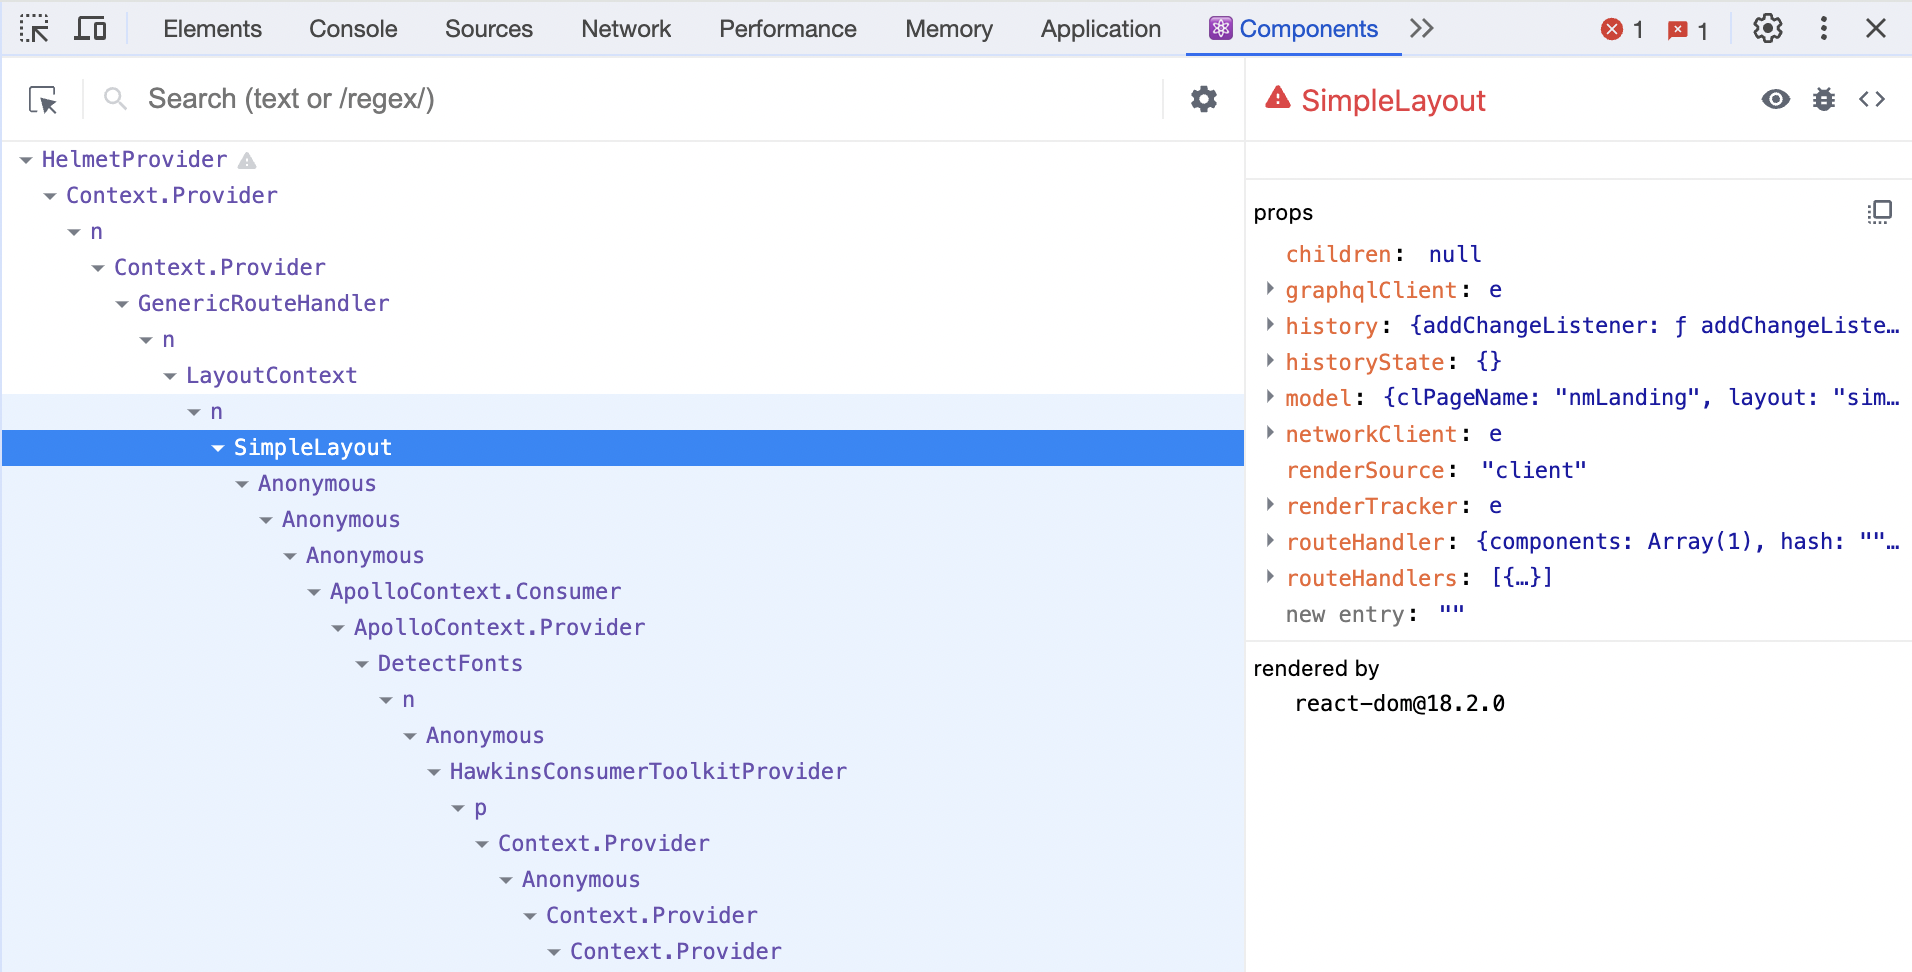 Elements Console Sources Network Performance Memory Application Components 1 1
Search (text or /regex/)
HelmetProvider
Context.Provider
n
Context.Provider
GenericRouteHandler
n
LayoutContext
n
SimpleLayout
Anonymous
Anonymous
Anonymous
ApolloContext.Consumer
ApolloContext.Provider
DetectFonts
n
Anonymous
HawkinsConsumerToolkitProvider
p
Context.Provider
Anonymous
Context.Provider
Context.Provider
SimpleLayout
props
children: null
graphqlClient: e
history: {addChangeListener: ƒ addChangeListe…
historyState: {}
model: {clPageName: "nmLanding", layout: "sim…
networkClient: e
renderSource: "client"
renderTracker: e
routeHandler: {components: Array(1), hash: ""…
routeHandlers: [{…}]
new entry: ""
rendered by
react-dom@18.2.0